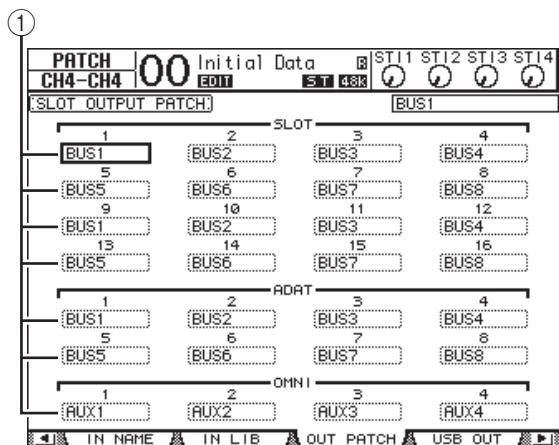 ①
PATCH
CH4-CH4
00 Initial Data R
EDIT ST 48k
STI1 STI2 STI3 STI4
SLOT OUTPUT PATCH BUS1
SLOT
1 2 3 4
BUS1 BUS2 BUS3 BUS4
5 6 7 8
BUS5 BUS6 BUS7 BUS8
9 10 11 12
BUS1 BUS2 BUS3 BUS4
13 14 15 16
BUS5 BUS6 BUS7 BUS8
ADAT
1 2 3 4
BUS1 BUS2 BUS3 BUS4
5 6 7 8
BUS5 BUS6 BUS7 BUS8
OMNI
1 2 3 4
AUX1 AUX2 AUX3 AUX4
IN NAME IN LIB OUT PATCH USB OUT